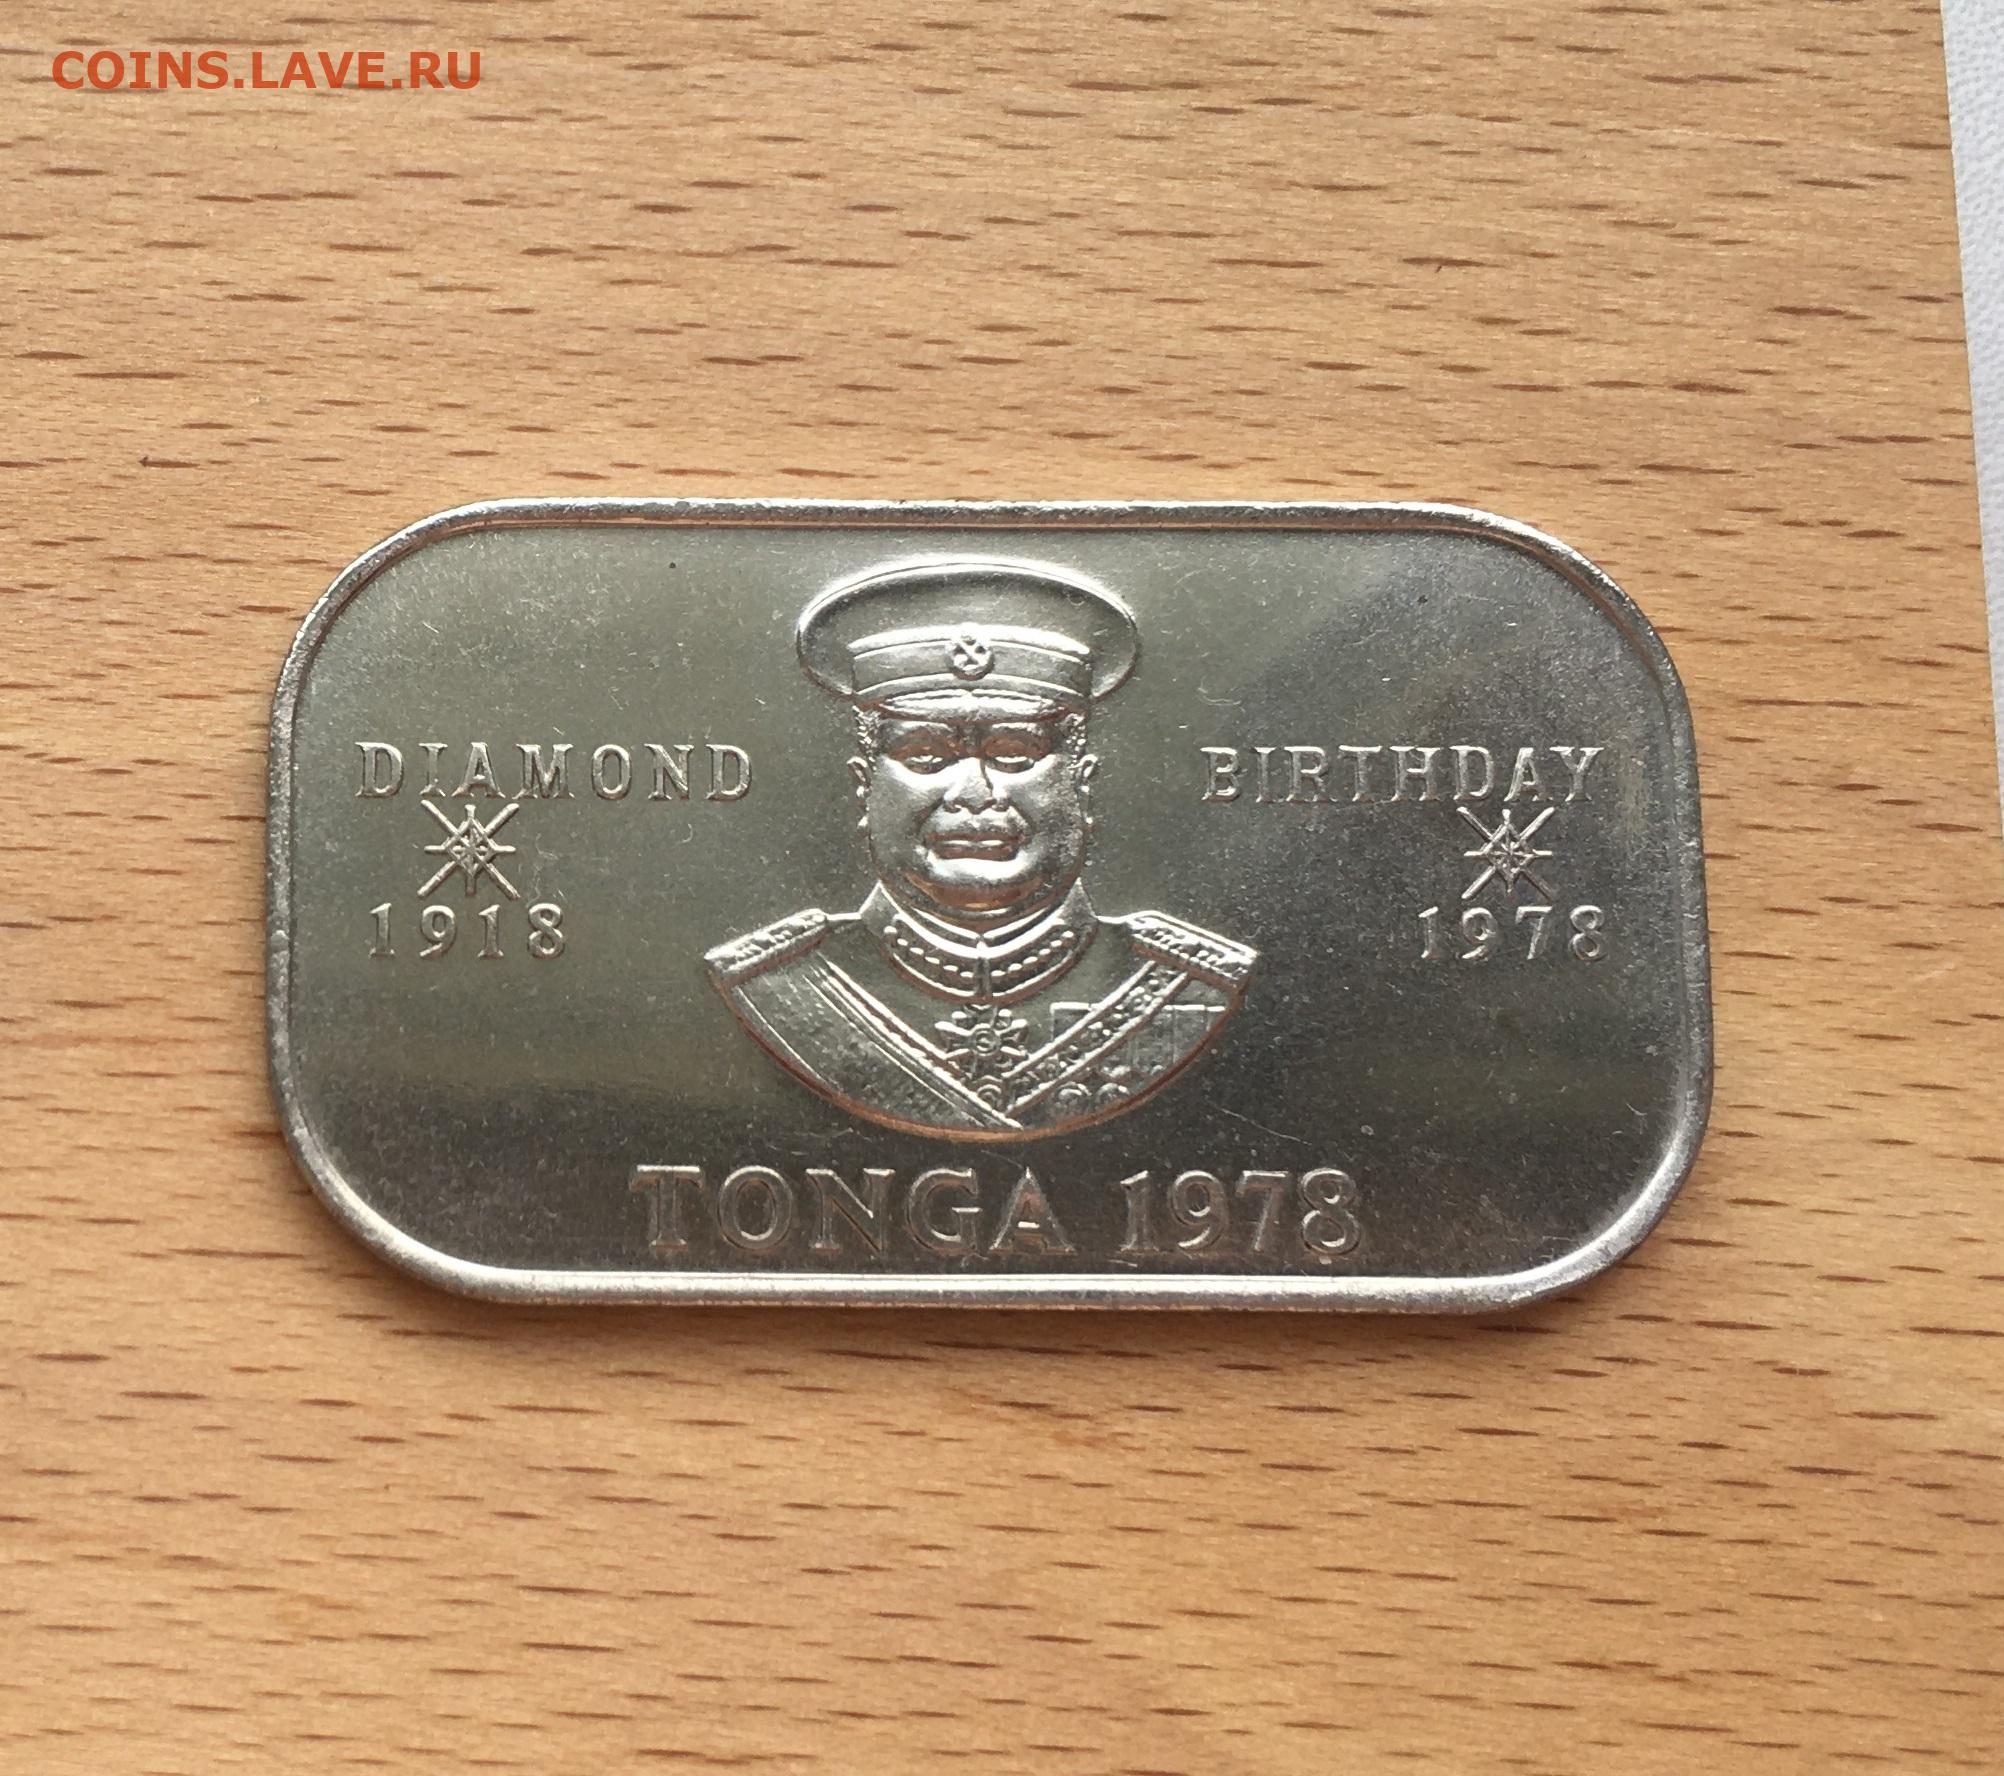 COINS.LAVE.RU
DIAMOND BIRTHDAY
1918 1978
TONGA 1978